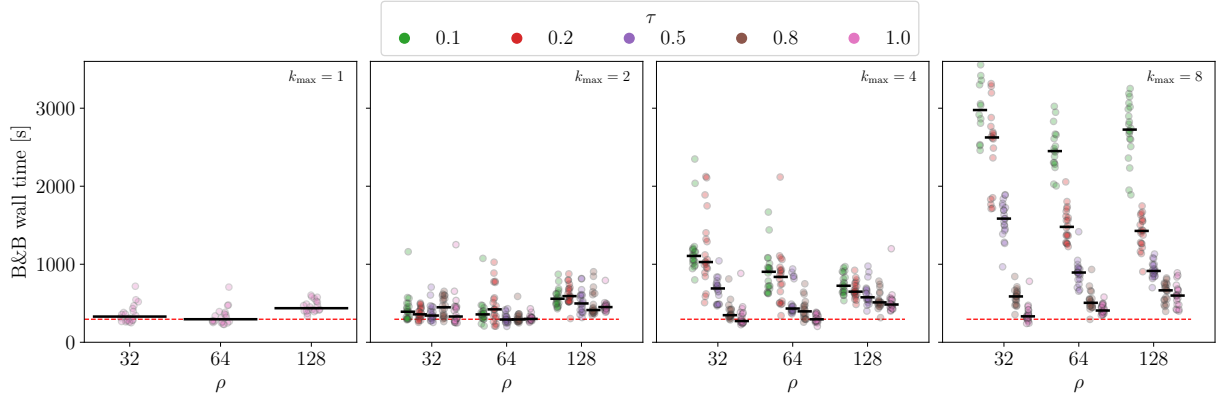 τ
0.1 0.2 0.5 0.8 1.0
k_max = 1 k_max = 2 k_max = 4 k_max = 8
B&B wall time [s]
3000
2000
1000
0
32 64 128 32 64 128 32 64 128 32 64 128
ρ ρ ρ ρ